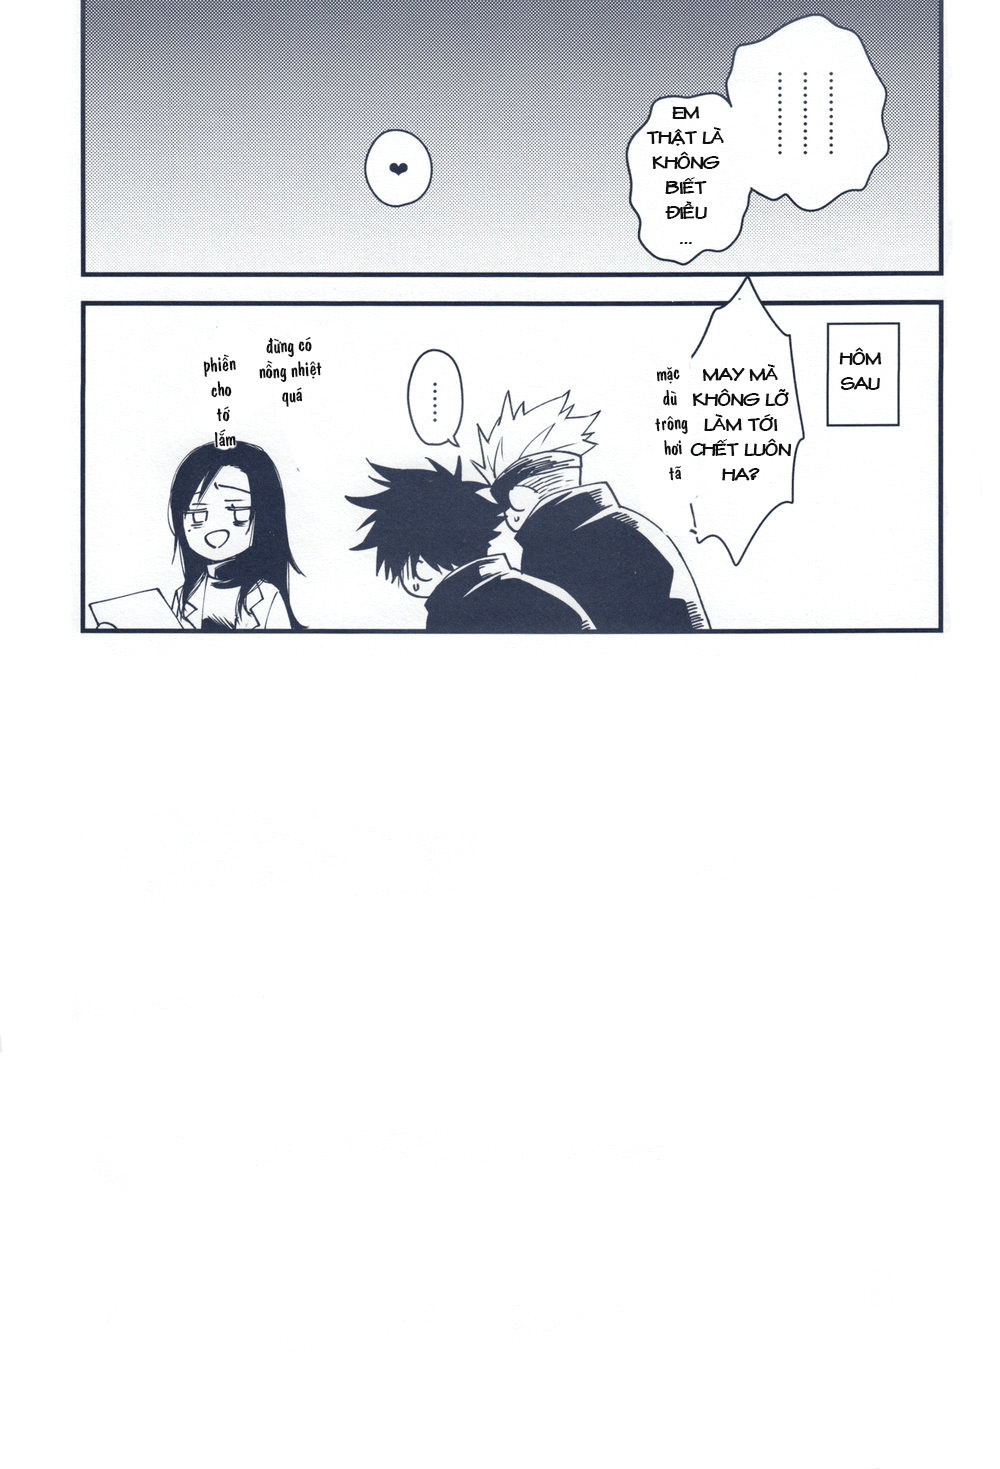 EM
THẬT LÀ
KHÔNG
BIẾT
ĐIỀU
...
HÔM
SAU
MAY MÀ
KHÔNG LỠ
LÀM TỚI
CHẾT LUÔN
HA?
mặc
dù
trông
hơi
tã
đừng có
nồng nhiệt
quá
phiền
cho
tớ
lắm